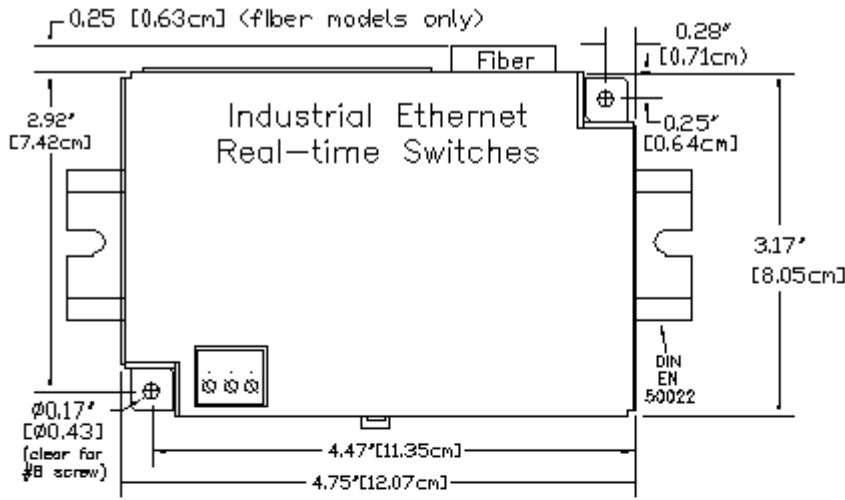 0.25 [0.63cm] (fiber models only)
0.28"
[0.71cm)
Fiber
2.92"
[7.42cm]
Industrial Ethernet
Real-time Switches
0.25"
[0.64cm]
3.17"
[8.05cm]
DIN
EN
50022
Ø0.17"
[Ø0.43]
(clear for
#8 screw)
4.47"[11.35cm]
4.75"[12.07cm]